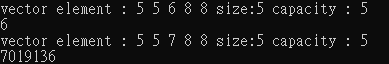 vector element : 5 5 6 8 8 size:5 capacity : 5
6
vector element : 5 5 7 8 8 size:5 capacity : 5
7019136